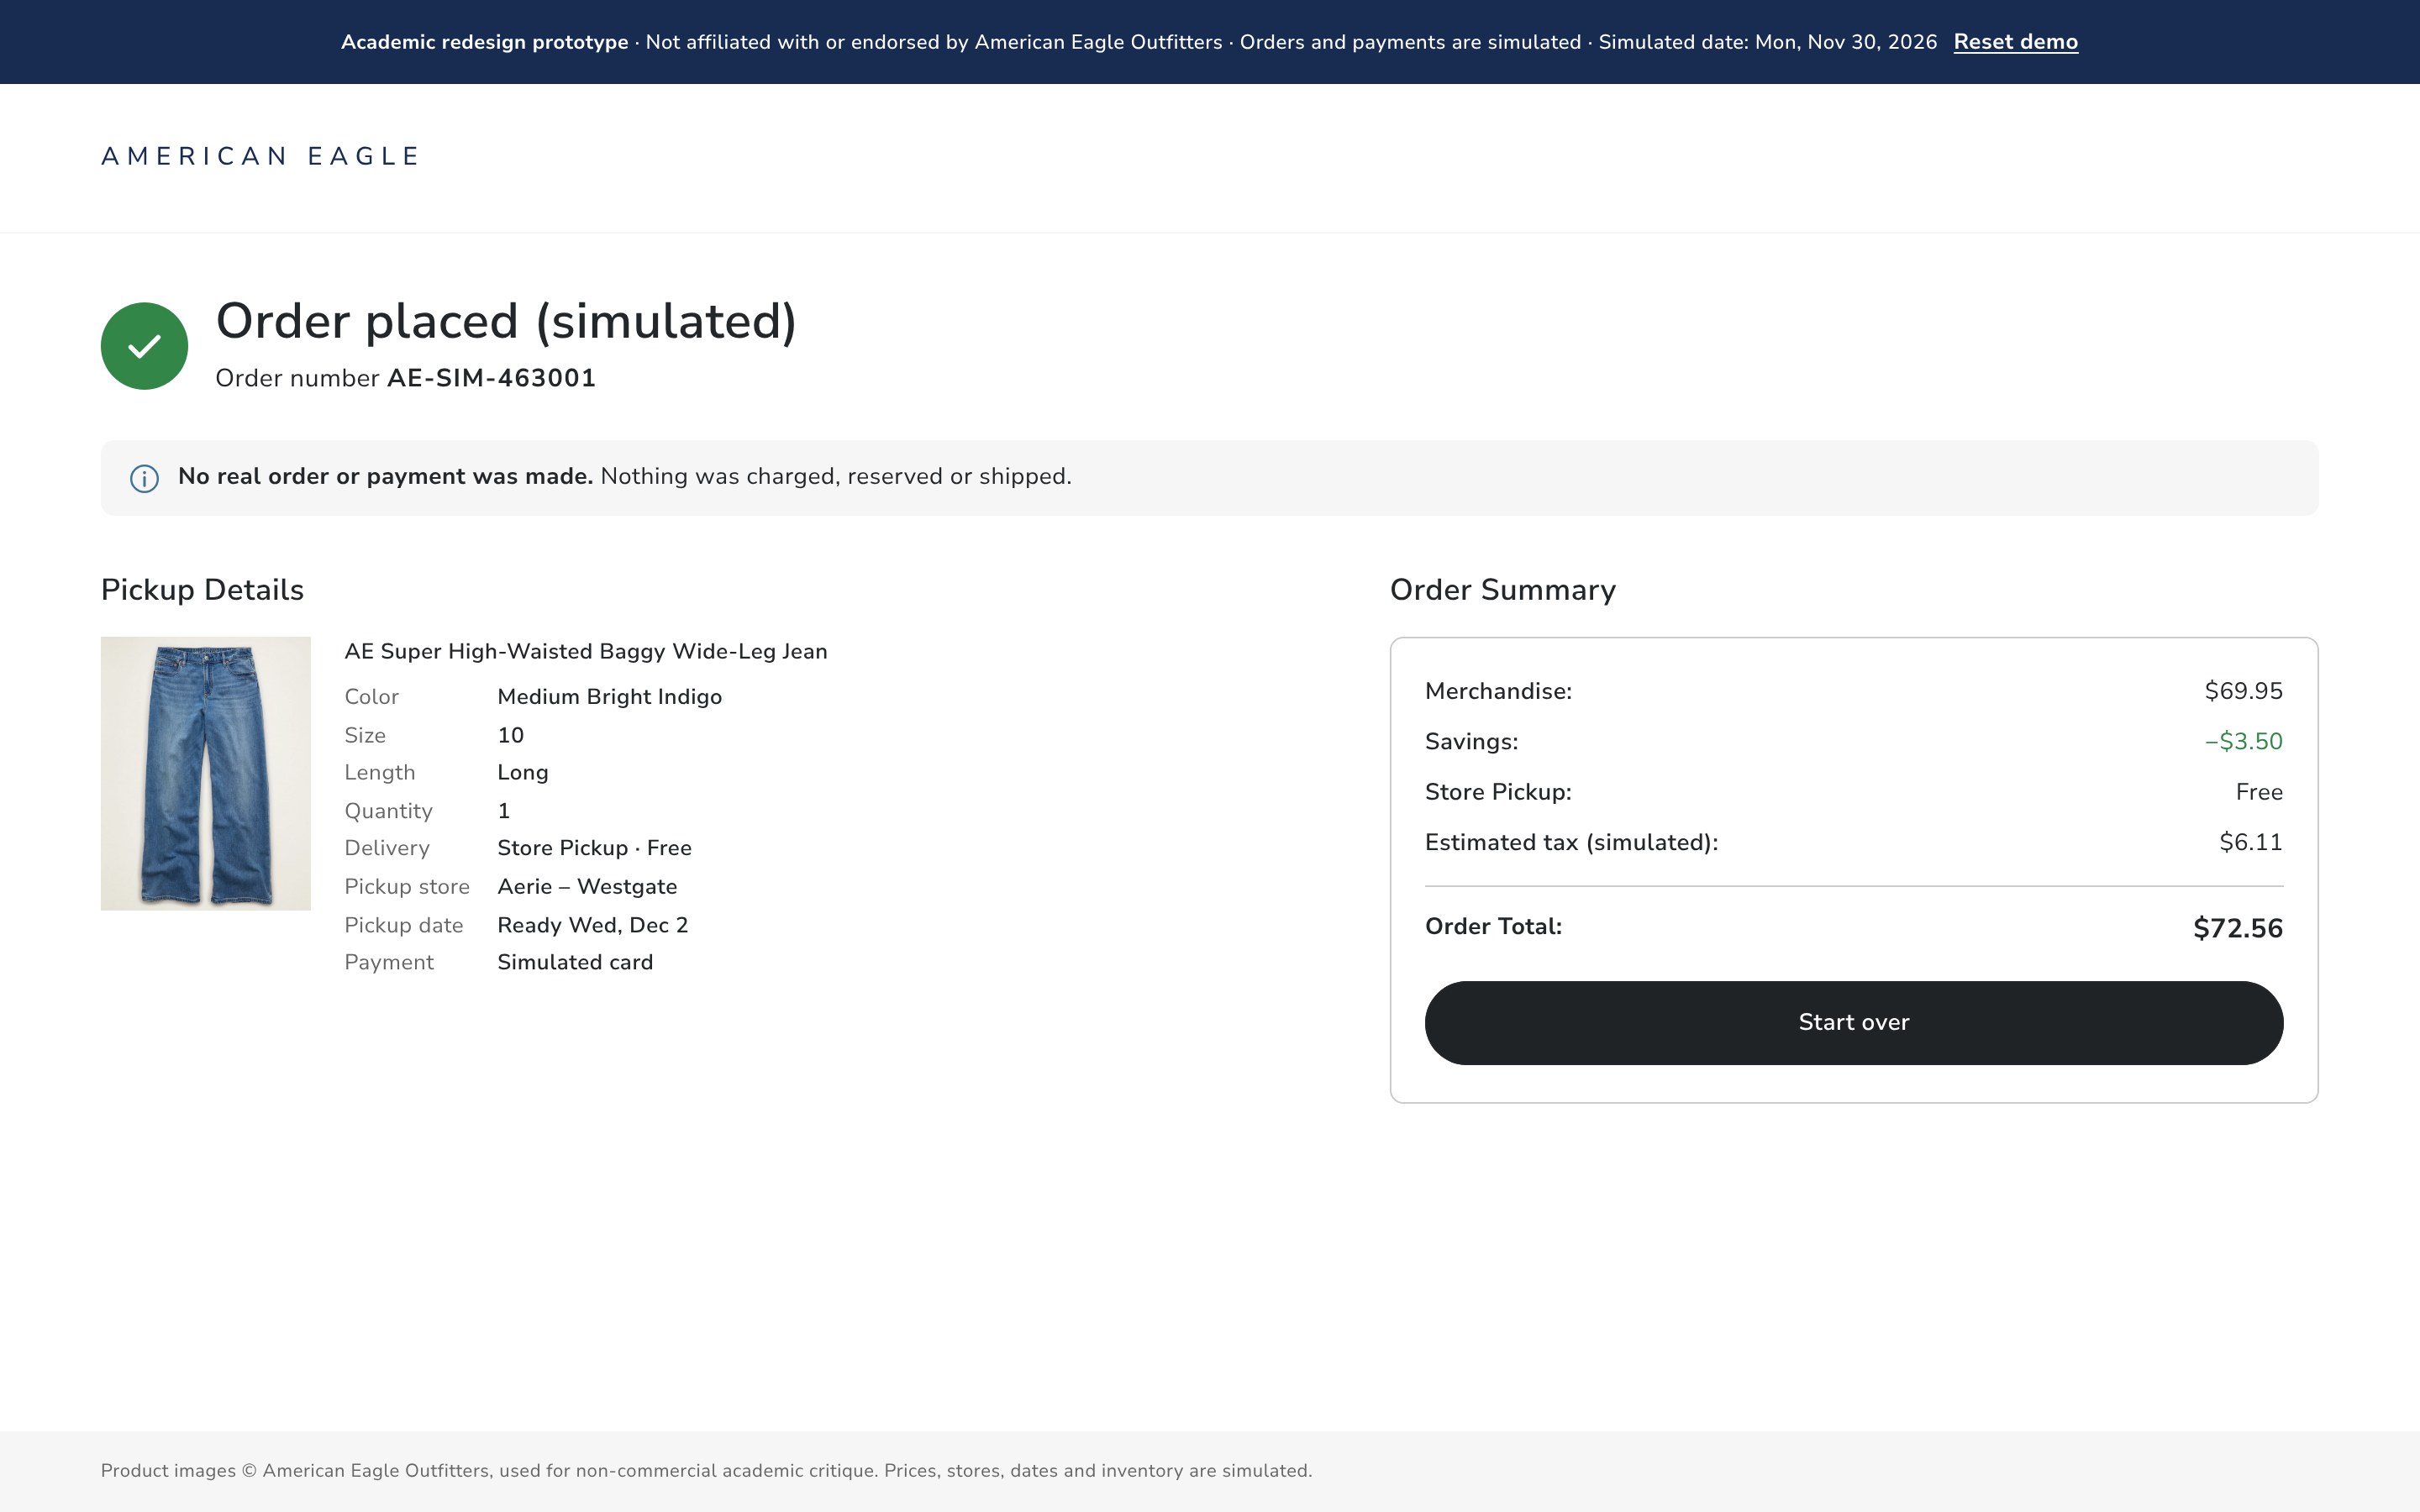 Academic redesign prototype · Not affiliated with or endorsed by American Eagle Outfitters · Orders and payments are simulated · Simulated date: Mon, Nov 30, 2026 Reset demo
AMERICAN EAGLE
Order placed (simulated)
Order number AE-SIM-463001
No real order or payment was made. Nothing was charged, reserved or shipped.
Pickup Details
AE Super High-Waisted Baggy Wide-Leg Jean
Color Medium Bright Indigo
Size 10
Length Long
Quantity 1
Delivery Store Pickup · Free
Pickup store Aerie – Westgate
Pickup date Ready Wed, Dec 2
Payment Simulated card
Order Summary
Merchandise: $69.95
Savings: –$3.50
Store Pickup: Free
Estimated tax (simulated): $6.11
Order Total: $72.56
Start over
Product images © American Eagle Outfitters, used for non-commercial academic critique. Prices, stores, dates and inventory are simulated.